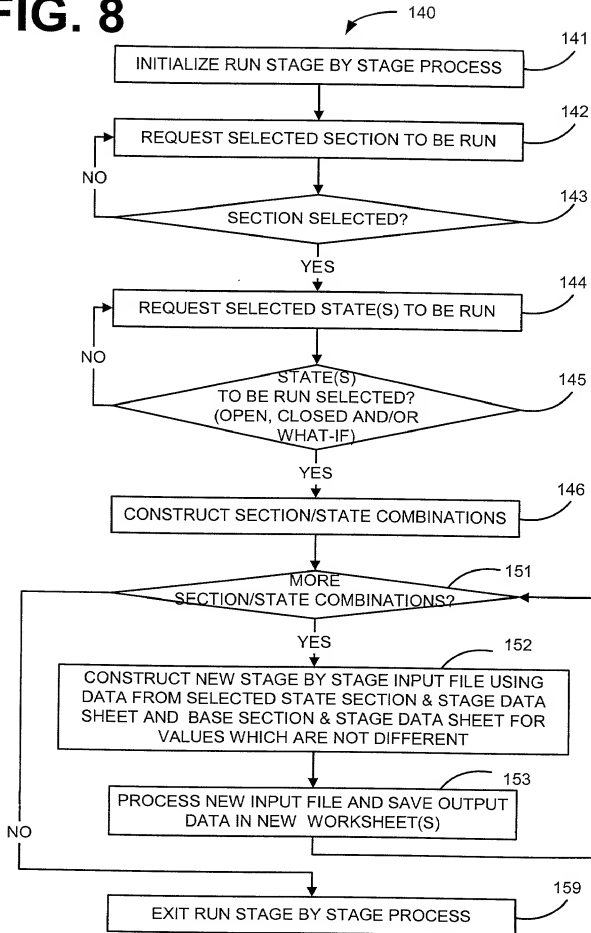 FIG. 8
140
INITIALIZE RUN STAGE BY STAGE PROCESS
141
REQUEST SELECTED SECTION TO BE RUN
142
NO
SECTION SELECTED?
143
YES
REQUEST SELECTED STATE(S) TO BE RUN
144
NO
STATE(S)
TO BE RUN SELECTED?
(OPEN, CLOSED AND/OR
WHAT-IF)
145
YES
CONSTRUCT SECTION/STATE COMBINATIONS
146
MORE
SECTION/STATE COMBINATIONS?
151
YES
152
CONSTRUCT NEW STAGE BY STAGE INPUT FILE USING
DATA FROM SELECTED STATE SECTION & STAGE DATA
SHEET AND BASE SECTION & STAGE DATA SHEET FOR
VALUES WHICH ARE NOT DIFFERENT
153
PROCESS NEW INPUT FILE AND SAVE OUTPUT
DATA IN NEW WORKSHEET(S)
NO
EXIT RUN STAGE BY STAGE PROCESS
159